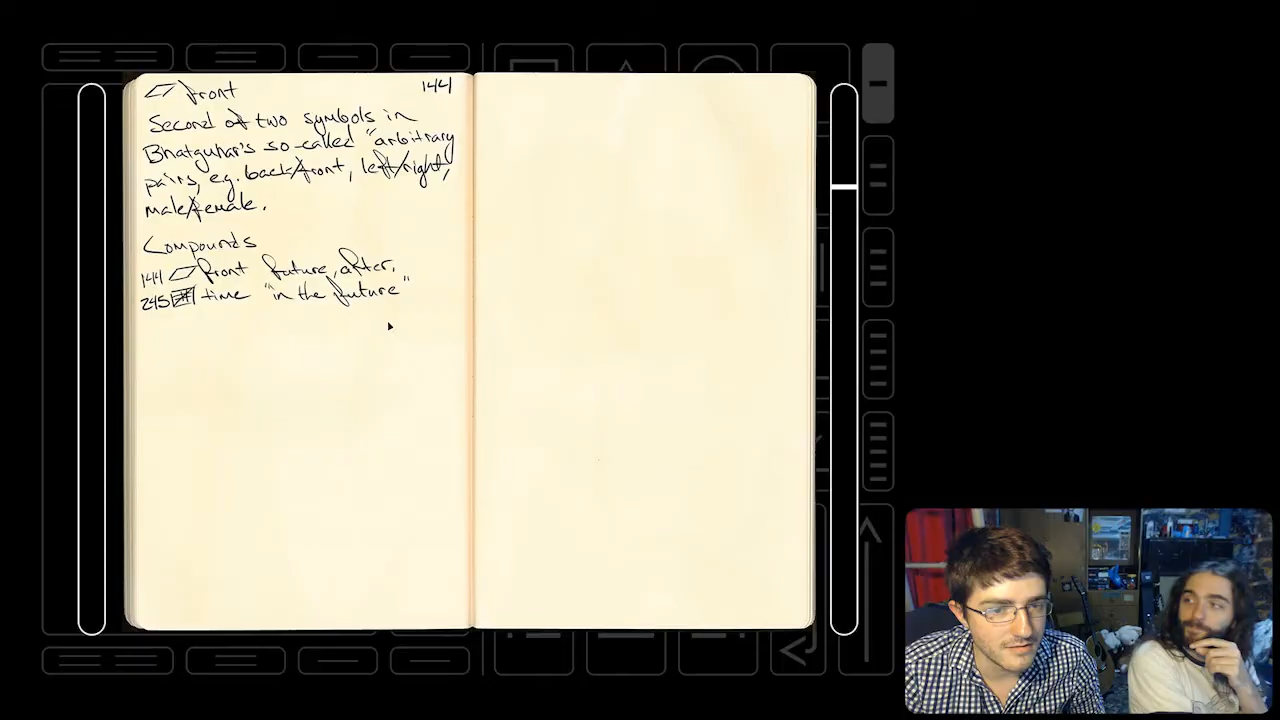 front 144
Second of two symbols in
Bhatguhar's so-called "arbitrary
pairs, e.g. back/front, left/right,
male/female.
Compounds
144 front future, after,
245 time "in the future"